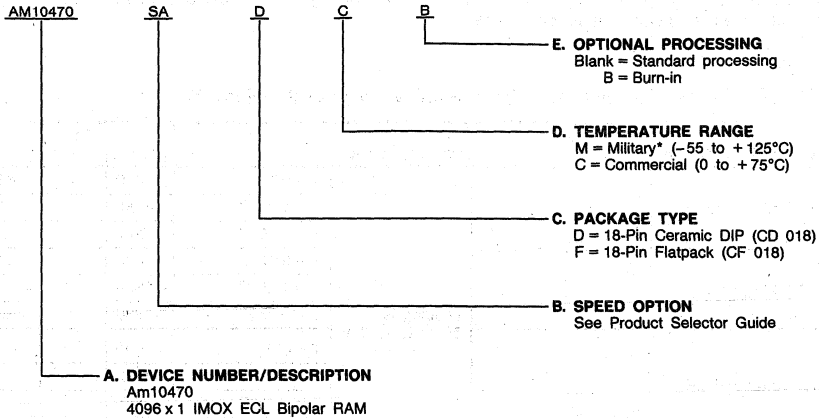 AM10470 SA D C B
E. OPTIONAL PROCESSING
Blank = Standard processing
B = Burn-in
D. TEMPERATURE RANGE
M = Military* (-55 to +125°C)
C = Commercial (0 to +75°C)
C. PACKAGE TYPE
D = 18-Pin Ceramic DIP (CD 018)
F = 18-Pin Flatpack (CF 018)
B. SPEED OPTION
See Product Selector Guide
A. DEVICE NUMBER/DESCRIPTION
Am10470
4096 x 1 IMOX ECL Bipolar RAM